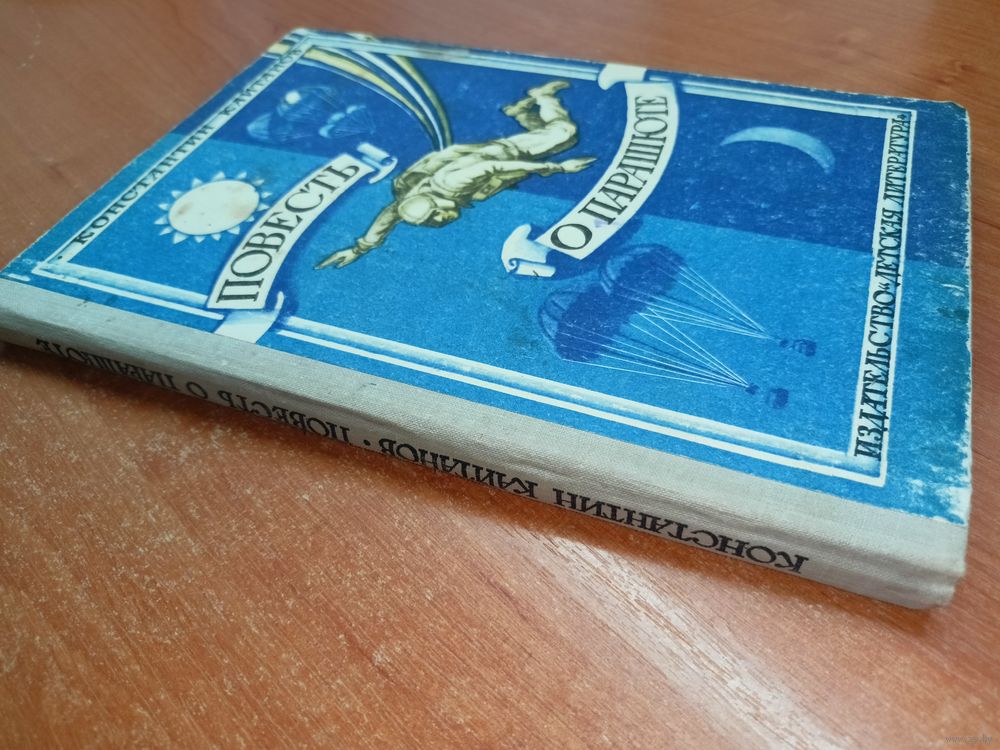 КОНСТАНТИН КАЙТАНОВ
ПОВЕСТЬ
О ПАРАШЮТЕ
ИЗДАТЕЛЬСТВО «ДЕТСКАЯ ЛИТЕРАТУРА»
КОНСТАНТИН КАЙТАНОВ · ПОВЕСТЬ О ПАРАШЮТЕ